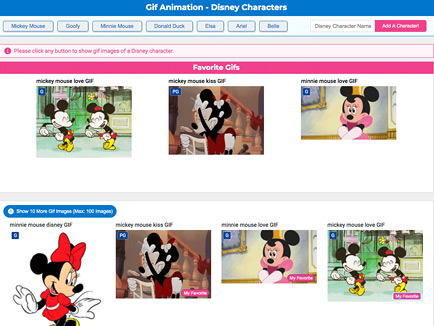 Gif Animation - Disney Characters
Mickey Mouse Goofy Minnie Mouse Donald Duck Elsa Ariel Belle Disney Character Name Add A Character!
Please click any button to show gif images of a Disney character.
Favorite Gifs
mickey mouse love GIF mickey mouse kiss GIF minnie mouse love GIF
G PG G
Show 10 More Gif Images (Max: 100 images)
minnie mouse disney GIF mickey mouse kiss GIF minnie mouse love GIF mickey mouse love GIF
G PG G G
My Favorite My Favorite My Favorite